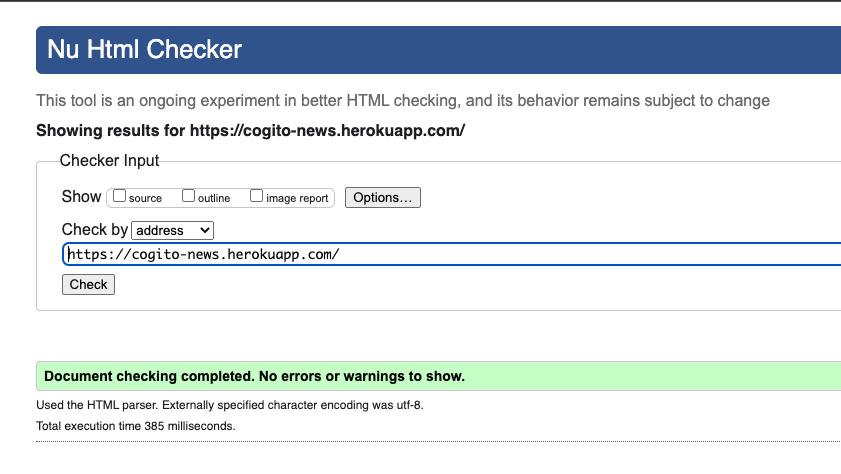 Nu Html Checker
This tool is an ongoing experiment in better HTML checking, and its behavior remains subject to change
Showing results for https://cogito-news.herokuapp.com/
Checker Input
Show source outline image report Options...
Check by address
https://cogito-news.herokuapp.com/
Check
Document checking completed. No errors or warnings to show.
Used the HTML parser. Externally specified character encoding was utf-8.
Total execution time 385 milliseconds.